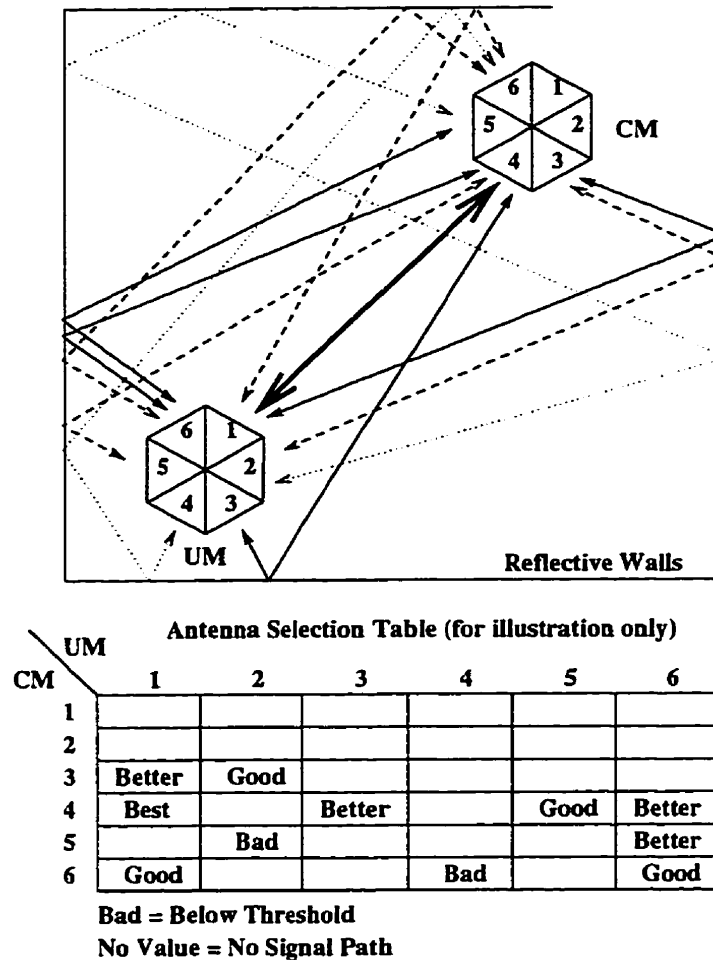 6 1
5 2 CM
4 3
6 1
5 2
4 3
UM
Reflective Walls
Antenna Selection Table (for illustration only)
UM
CM 1 2 3 4 5 6
1
2
3 Better Good
4 Best Better Good Better
5 Bad Better
6 Good Bad Good
Bad = Below Threshold
No Value = No Signal Path